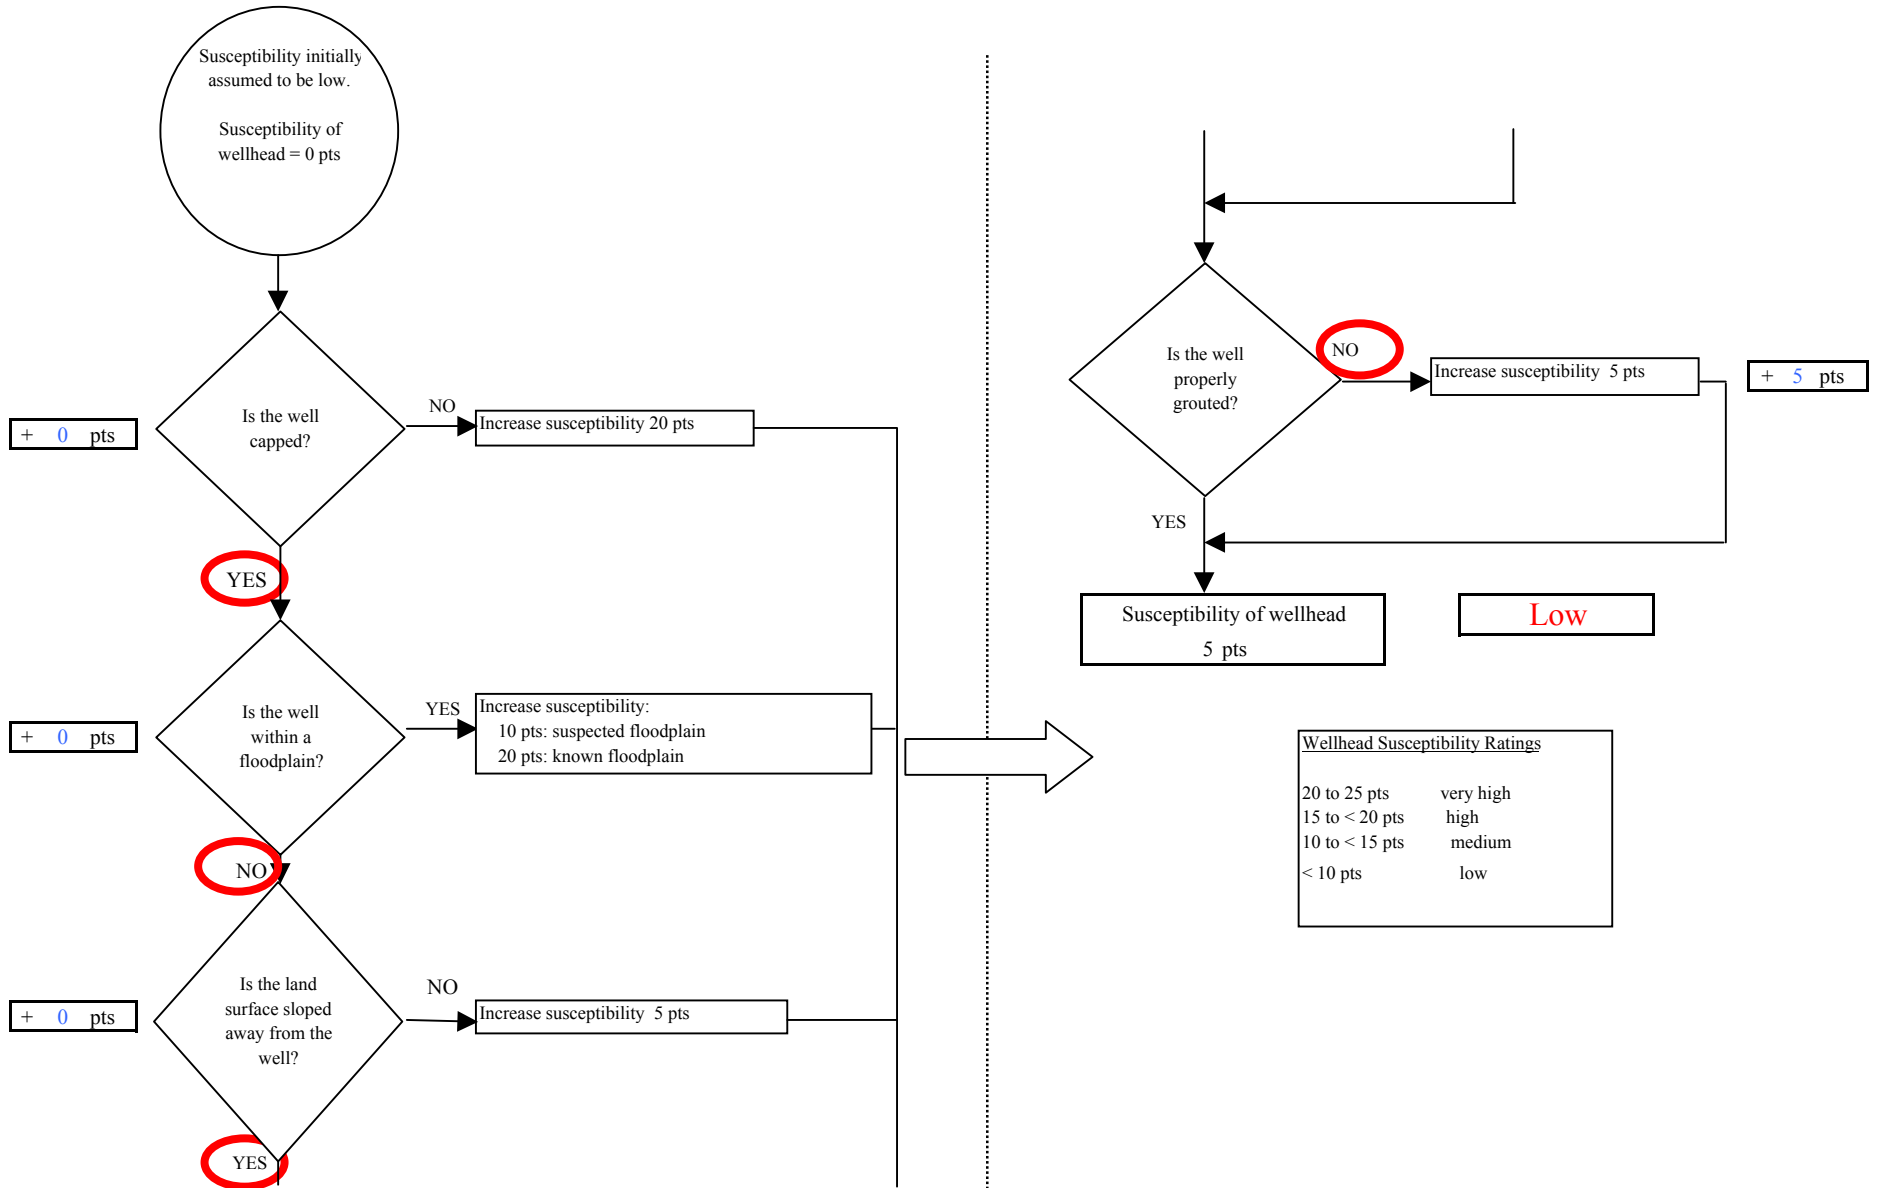 Susceptibility initially
assumed to be low.
Susceptibility of
wellhead = 0 pts
Is the well
capped?
NO
Increase susceptibility 20 pts
+ 0 pts
YES
Is the well
within a
floodplain?
YES
Increase susceptibility:
10 pts: suspected floodplain
20 pts: known floodplain
+ 0 pts
NO
Is the land
surface sloped
away from the
well?
NO
Increase susceptibility 5 pts
+ 0 pts
YES
Is the well
properly
grouted?
NO
Increase susceptibility 5 pts
+ 5 pts
YES
Susceptibility of wellhead
5 pts
Low
Wellhead Susceptibility Ratings
20 to 25 pts very high
15 to < 20 pts high
10 to < 15 pts medium
< 10 pts low